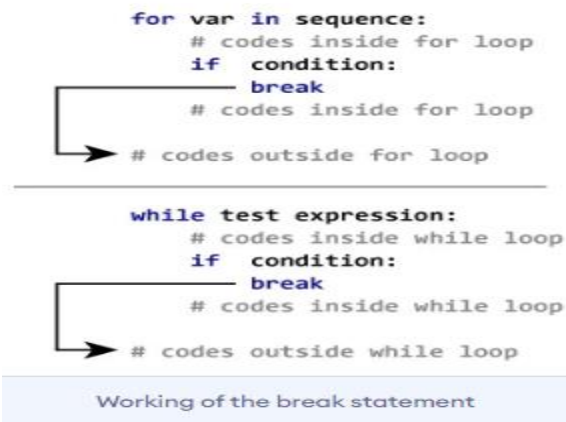 for var in sequence:
# codes inside for loop
if condition:
break
# codes inside for loop
# codes outside for loop
while test expression:
# codes inside while loop
if condition:
break
# codes inside while loop
# codes outside while loop
Working of the break statement